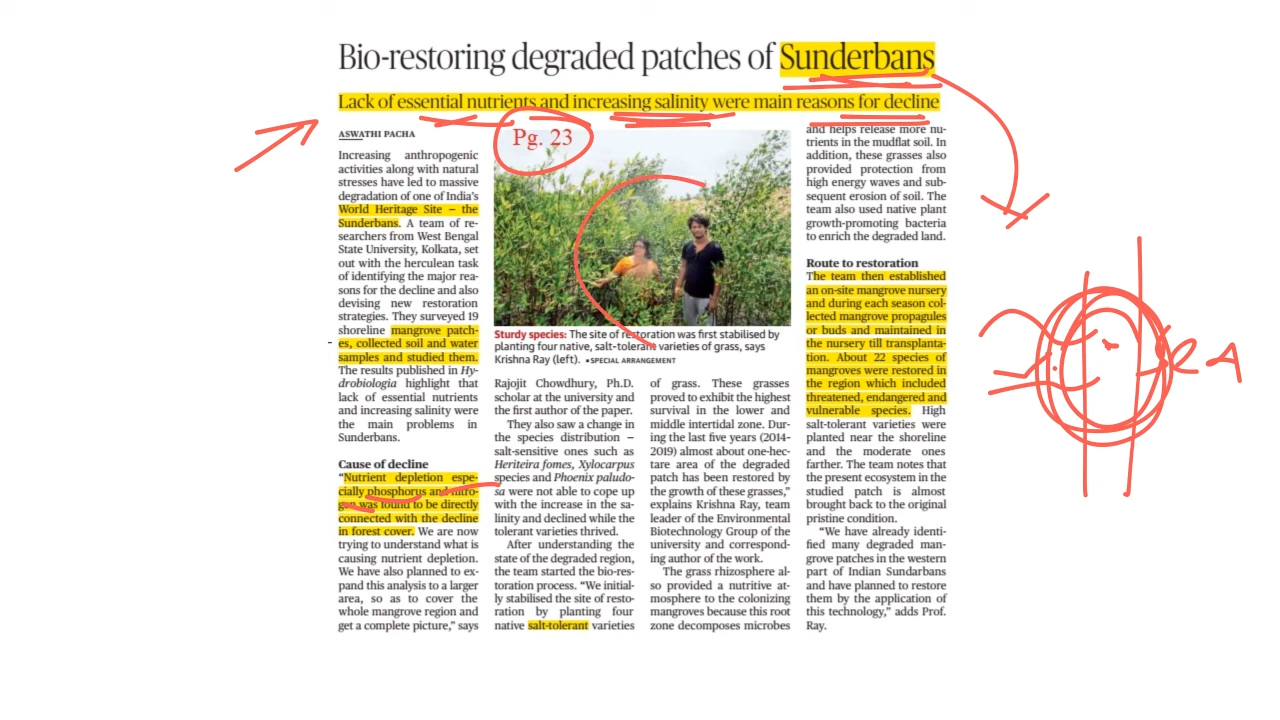 Bio-restoring degraded patches of Sunderbans
Lack of essential nutrients and increasing salinity were main reasons for decline
ASWATHI PACHA
Increasing anthropogenic
activities along with natural
stresses have led to massive
degradation of one of India's
World Heritage Site – the
Sunderbans. A team of re-
searchers from West Bengal
State University, Kolkata, set
out with the herculean task
of identifying the major rea-
sons for the decline and also
devising new restoration
strategies. They surveyed 19
shoreline mangrove patch-
es, collected soil and water
samples and studied them.
The results published in Hy-
drobiologia highlight that
lack of essential nutrients
and increasing salinity were
the main problems in
Sunderbans.
Cause of decline
“Nutrient depletion espe-
cially phosphorus and nitro-
gen was found to be directly
connected with the decline
in forest cover. We are now
trying to understand what is
causing nutrient depletion.
We have also planned to ex-
pand this analysis to a larger
area, so as to cover the
whole mangrove region and
get a complete picture,” says
Pg. 23
Sturdy species: The site of restoration was first stabilised by
planting four native, salt-tolerant varieties of grass, says
Krishna Ray (left). •SPECIAL ARRANGEMENT
Rajojit Chowdhury, Ph.D.
scholar at the university and
the first author of the paper.
They also saw a change in
the species distribution –
salt-sensitive ones such as
Heriteira fomes, Xylocarpus
species and Phoenix paludo-
sa were not able to cope up
with the increase in the sa-
linity and declined while the
tolerant varieties thrived.
After understanding the
state of the degraded region,
the team started the bio-res-
toration process. “We initial-
ly stabilised the site of resto-
ration by planting four
native salt-tolerant varieties
of grass. These grasses
proved to exhibit the highest
survival in the lower and
middle intertidal zone. Dur-
ing the last five years (2014-
2019) almost about one-hec-
tare area of the degraded
patch has been restored by
the growth of these grasses,”
explains Krishna Ray, team
leader of the Environmental
Biotechnology Group of the
university and correspond-
ing author of the work.
The grass rhizosphere al-
so provided a nutritive at-
mosphere to the colonizing
mangroves because this root
zone decomposes microbes
and helps release more nu-
trients in the mudflat soil. In
addition, these grasses also
provided protection from
high energy waves and sub-
sequent erosion of soil. The
team also used native plant
growth-promoting bacteria
to enrich the degraded land.
Route to restoration
The team then established
an on-site mangrove nursery
and during each season col-
lected mangrove propagules
or buds and maintained in
the nursery till transplanta-
tion. About 22 species of
mangroves were restored in
the region which included
threatened, endangered and
vulnerable species. High
salt-tolerant varieties were
planted near the shoreline
and the moderate ones
farther. The team notes that
the present ecosystem in the
studied patch is almost
brought back to the original
pristine condition.
“We have already identi-
fied many degraded man-
grove patches in the western
part of Indian Sundarbans
and have planned to restore
them by the application of
this technology,” adds Prof.
Ray.